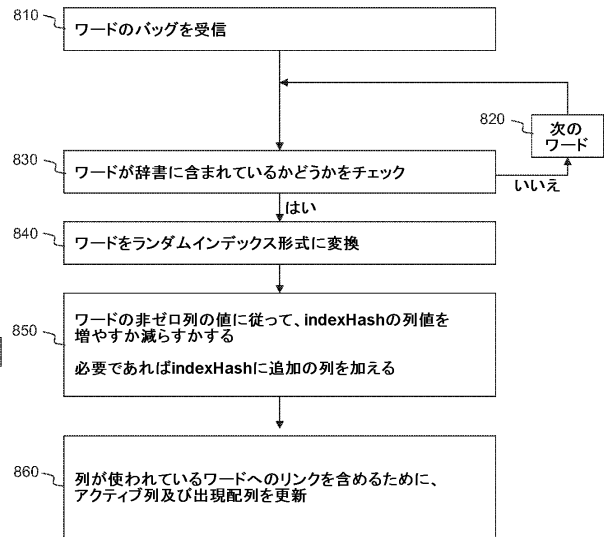 810
ワードのバッグを受信
820
次の
ワード
830
ワードが辞書に含まれているかどうかをチェック
いいえ
はい
840
ワードをランダムインデックス形式に変換
850
ワードの非ゼロ列の値に従って、indexHashの列値を
増やすか減らすかする
必要であればindexHashに追加の列を加える
860
列が使われているワードへのリンクを含めるために、
アクティブ列及び出現配列を更新